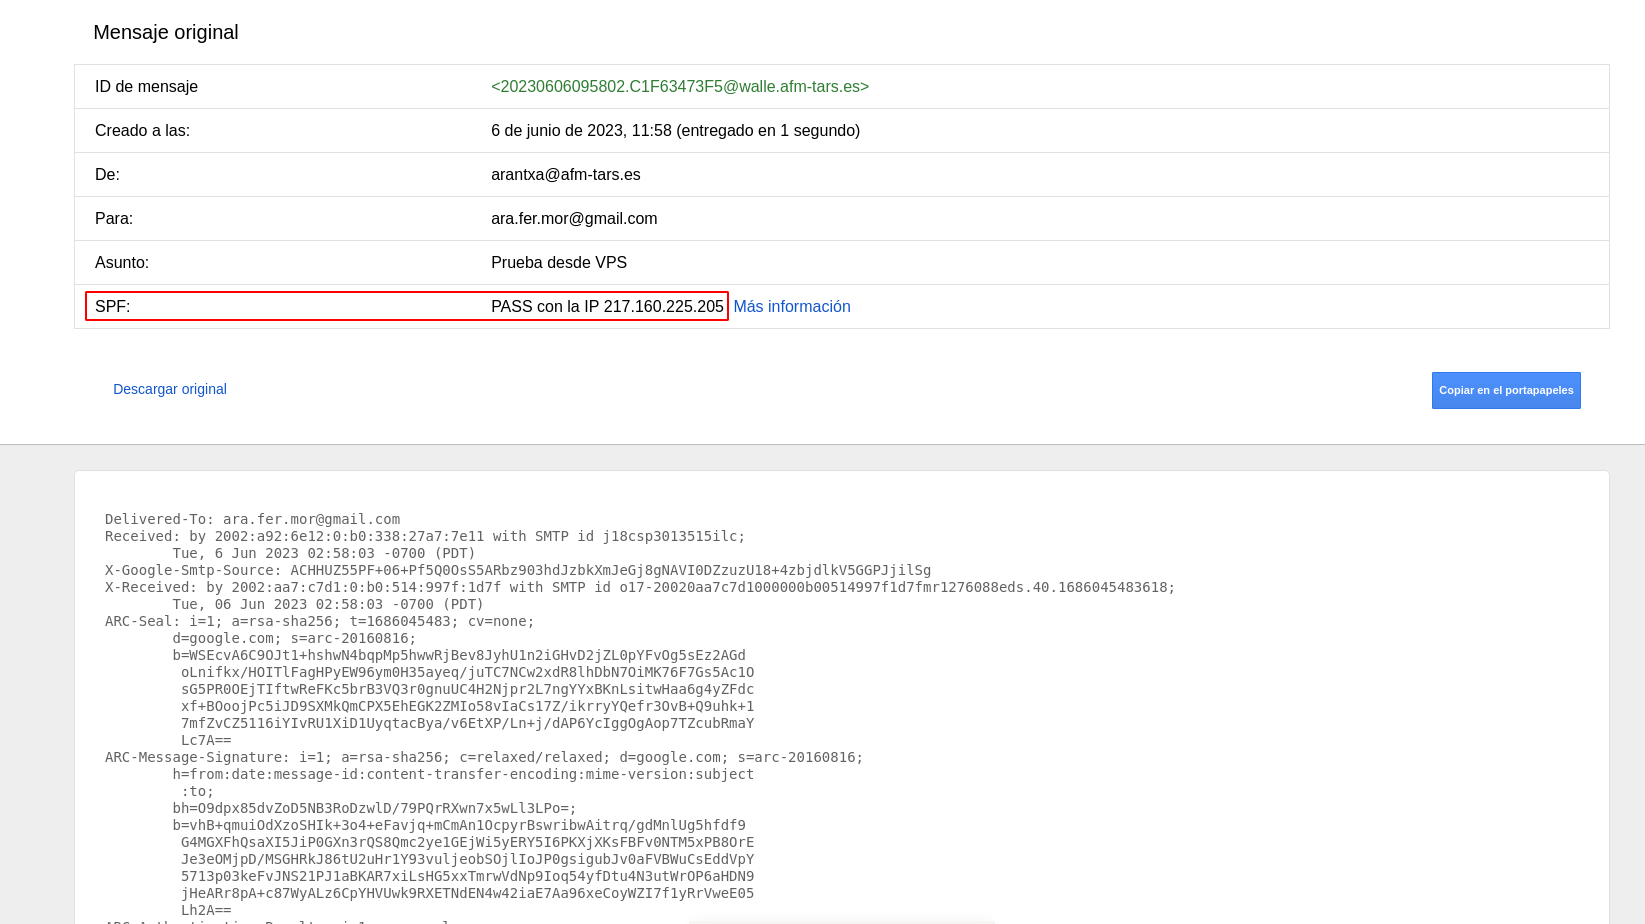 Mensaje original
ID de mensaje <20230606095802.C1F63473F5@walle.afm-tars.es>
Creado a las: 6 de junio de 2023, 11:58 (entregado en 1 segundo)
De: arantxa@afm-tars.es
Para: ara.fer.mor@gmail.com
Asunto: Prueba desde VPS
SPF: PASS con la IP 217.160.225.205 Más información
Descargar original Copiar en el portapapeles
Delivered-To: ara.fer.mor@gmail.com
Received: by 2002:a92:6e12:0:b0:338:27a7:7e11 with SMTP id j18csp3013515ilc;
Tue, 6 Jun 2023 02:58:03 -0700 (PDT)
X-Google-Smtp-Source: ACHHUZ55PF+06+Pf5Q0OsS5ARbz903hdJzbkXmJeGj8gNAVI0DZzuzU18+4zbjdlkV5GGPJjilSg
X-Received: by 2002:aa7:c7d1:0:b0:514:997f:1d7f with SMTP id o17-20020aa7c7d1000000b00514997f1d7fmr1276088eds.40.1686045483618;
Tue, 06 Jun 2023 02:58:03 -0700 (PDT)
ARC-Seal: i=1; a=rsa-sha256; t=1686045483; cv=none;
d=google.com; s=arc-20160816;
b=WSEcvA6C9OJt1+hshwN4bqpMp5hwwRjBev8JyhU1n2iGHvD2jZL0pYFvOg5sEz2AGd
oLnifkx/HOITlFagHPyEW96ym0H35ayeq/juTC7NCw2xdR8lhDbN7OiMK76F7Gs5Ac1O
sG5PR0OEjTIftwReFKc5brB3VQ3r0gnuUC4H2Njpr2L7ngYYxBKnLsitwHaa6g4yZFdc
xf+BOoojPc5iJD9SXMkQmCPX5EhEGK2ZMIo58vIaCs17Z/ikrryYQefr3OvB+Q9uhk+1
7mfZvCZ5116iYIvRU1XiD1UyqtacBya/v6EtXP/Ln+j/dAP6YcIggOgAop7TZcubRmaY
Lc7A==
ARC-Message-Signature: i=1; a=rsa-sha256; c=relaxed/relaxed; d=google.com; s=arc-20160816;
h=from:date:message-id:content-transfer-encoding:mime-version:subject
:to;
bh=O9dpx85dvZoD5NB3RoDzwlD/79PQrRXwn7x5wLl3LPo=;
b=vhB+qmuiOdXzoSHIk+3o4+eFavjq+mCmAn1OcpyrBswribwAitrq/gdMnlUg5hfdf9
G4MGXFhQsaXI5JiP0GXn3rQS8Qmc2ye1GEjWi5yERY5I6PKXjXKsFBFv0NTM5xPB8OrE
Je3eOMjpD/MSGHRkJ86tU2uHr1Y93vuljeobSOjlIoJP0gsigubJv0aFVBWuCsEddVpY
5713p03keFvJNS21PJ1aBKAR7xiLsHG5xxTmrwVdNp9Ioq54yfDtu4N3utWrOP6aHDN9
jHeARr8pA+c87WyALz6CpYHVUwk9RXETNdEN4w42iaE7Aa96xeCoyWZI7f1yRrVweE05
Lh2A==